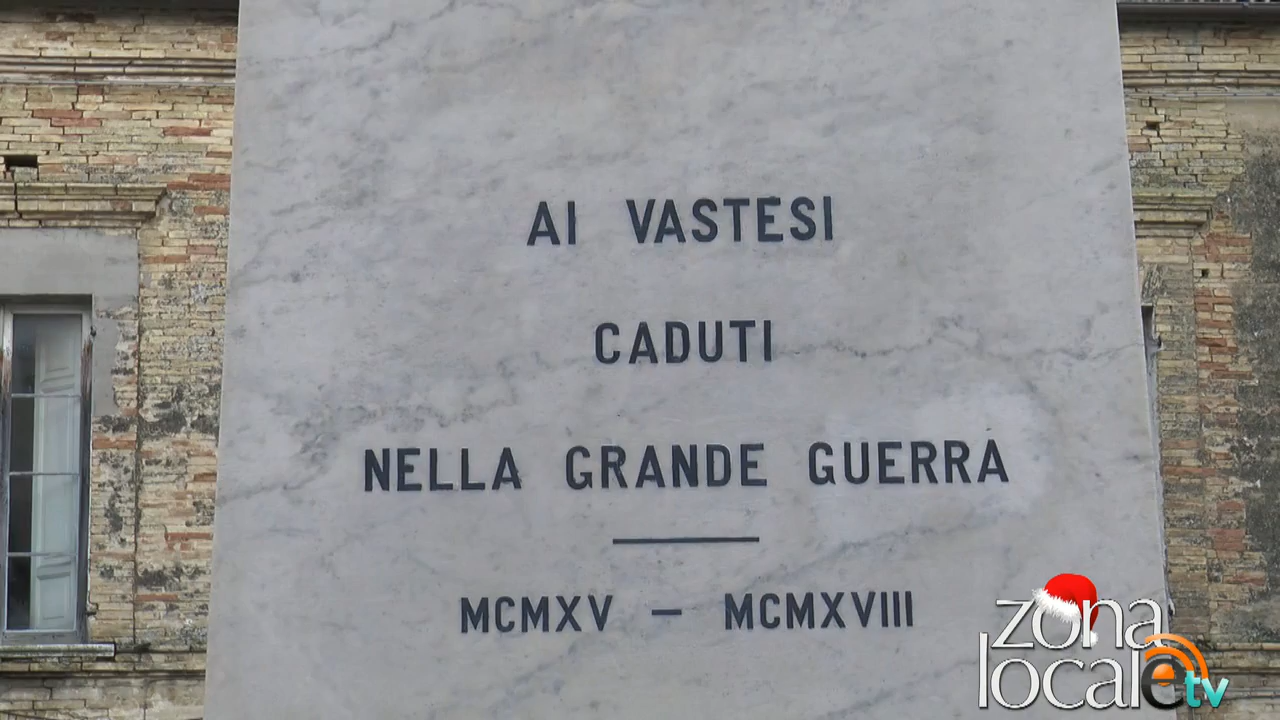 AI VASTESI
CADUTI
NELLA GRANDE GUERRA
MCMXV — MCMXVIII
zona
locale tv